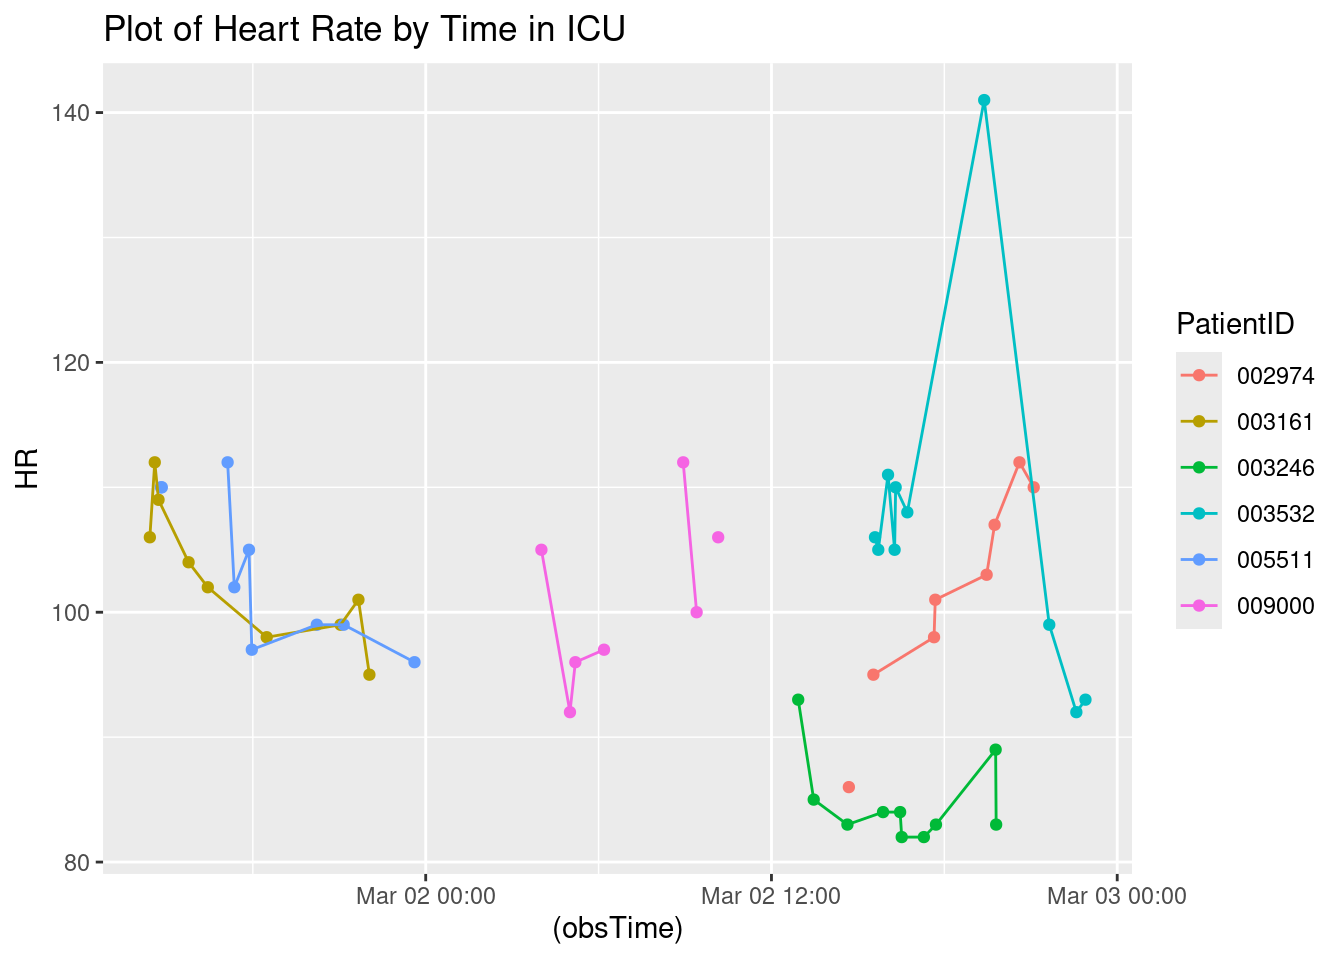 Plot of Heart Rate by Time in ICU
140
120
100
80
HR
Mar 02 00:00
Mar 02 12:00
Mar 03 00:00
(obsTime)
PatientID
002974
003161
003246
003532
005511
009000